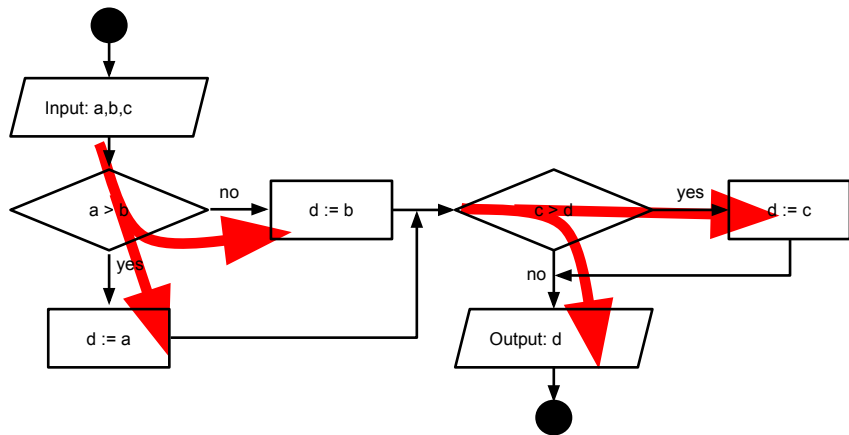 Input: a,b,c
a > b
no
d := b
yes
d := a
c > d
yes
d := c
no
Output: d